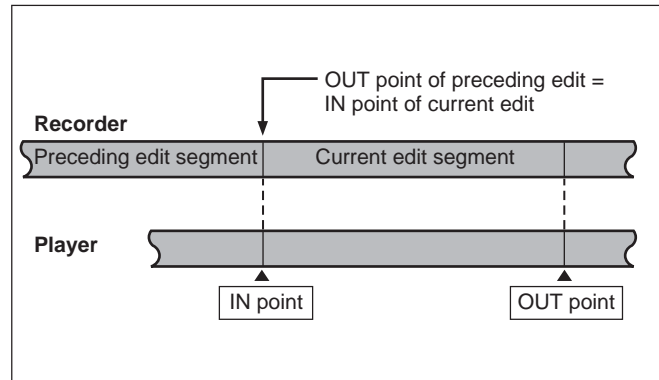 OUT point of preceding edit =
IN point of current edit
Recorder
Preceding edit segment
Current edit segment
Player
IN point
OUT point